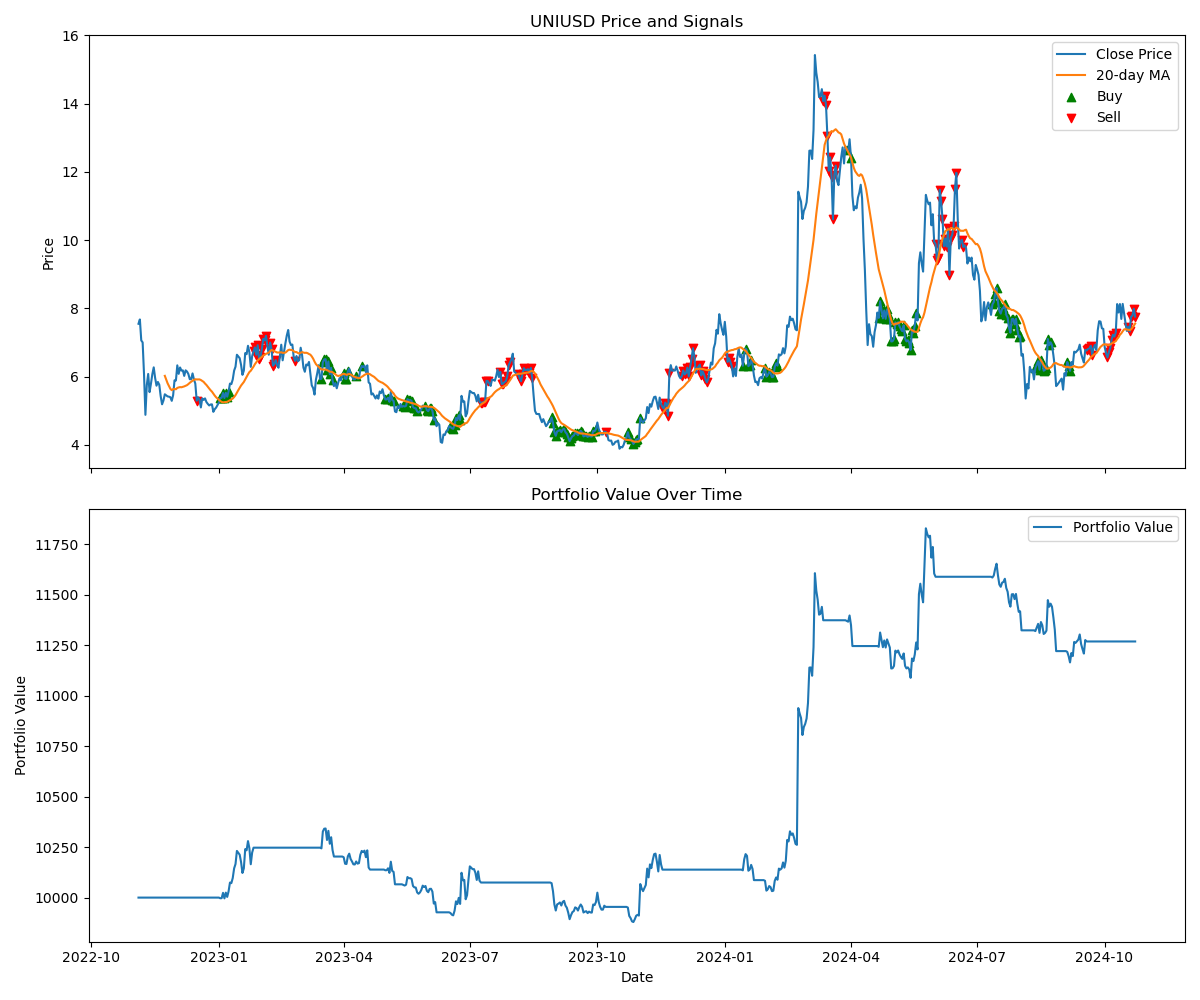 UNIUSD Price and Signals
16
14
12
10
8
6
4
Price
Close Price
20-day MA
Buy
Sell
Portfolio Value Over Time
11750
11500
11250
11000
10750
10500
10250
10000
Portfolio Value
Portfolio Value
2022-10
2023-01
2023-04
2023-07
2023-10
2024-01
2024-04
2024-07
2024-10
Date